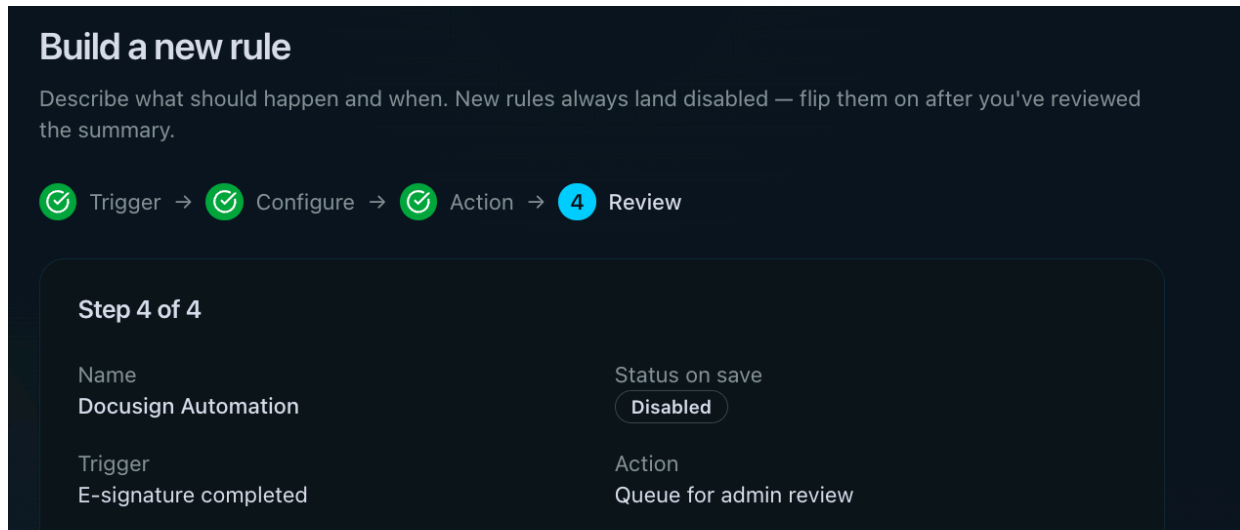 Build a new rule
Describe what should happen and when. New rules always land disabled — flip them on after you've reviewed
the summary.
Trigger → Configure → Action → 4 Review
Step 4 of 4
Name
Docusign Automation
Status on save
Disabled
Trigger
E-signature completed
Action
Queue for admin review